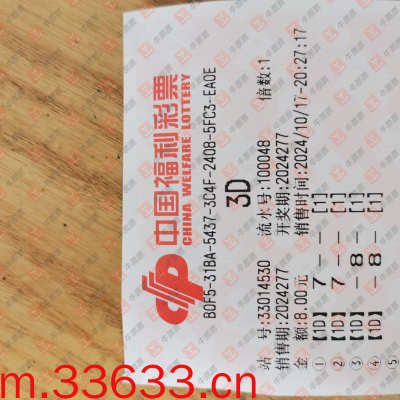 中国福利彩票
CHINA WELFARE LOTTERY
B0F5-31BA-5437-3C4F-2408-5FC3-EA0E
3D
站 号:33014530 流水号:100048 倍数:1
销售期:2024277 开奖期:2024277
金 额:8.00元 销售时间:2024/10/17-20:27:17
① 【1D】 7 - - [1]
② 【1D】 7 - - [1]
③ 【1D】 - 8 - [1]
④ 【1D】 - 8 - [1]
⑤
m.33633.cn